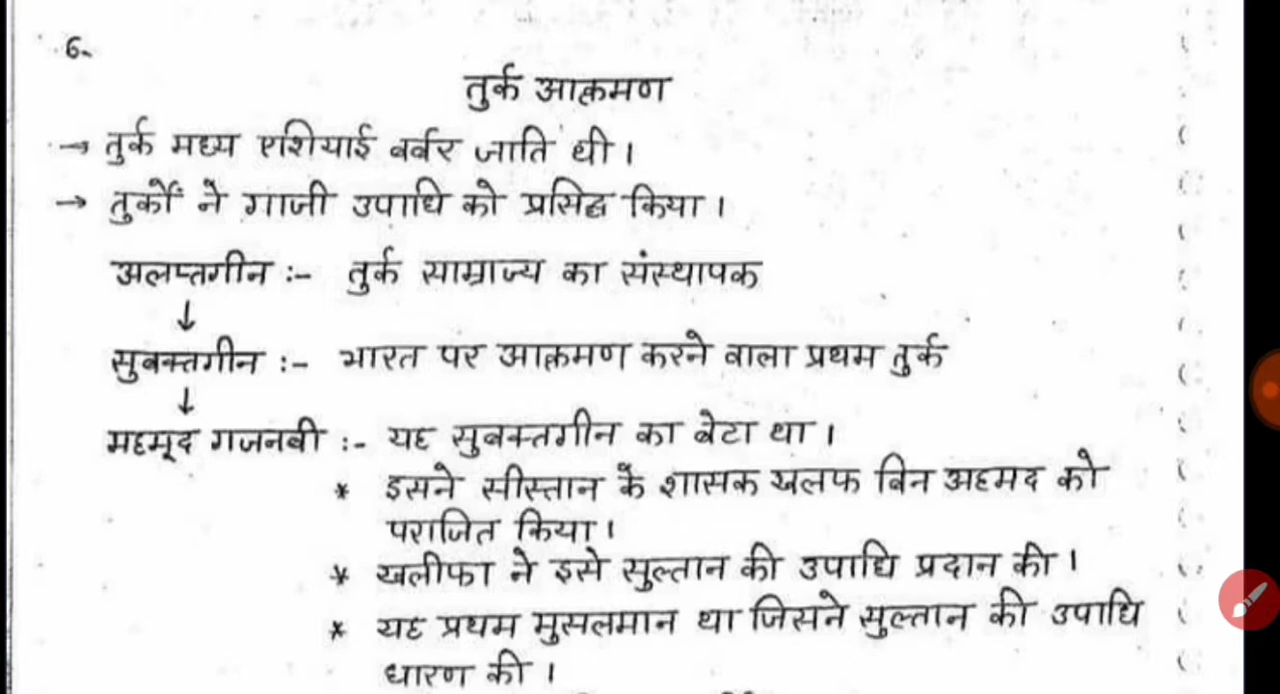 6-
तुर्क आक्रमण
→ तुर्क मध्य एशियाई बर्बर जाति थी।
→ तुर्कों ने गाजी उपाधि को प्रसिद्ध किया।
अलप्तगीन :- तुर्क साम्राज्य का संस्थापक
↓
सुबक्तगीन :- भारत पर आक्रमण करने वाला प्रथम तुर्क
↓
महमूद गजनबी :- यह सुबक्तगीन का बेटा था।
* इसने सीस्तान के शासक खलफ बिन अहमद को
पराजित किया।
* खलीफा ने इसे सुल्तान की उपाधि प्रदान की।
* यह प्रथम मुसलमान था जिसने सुल्तान की उपाधि
धारण की।